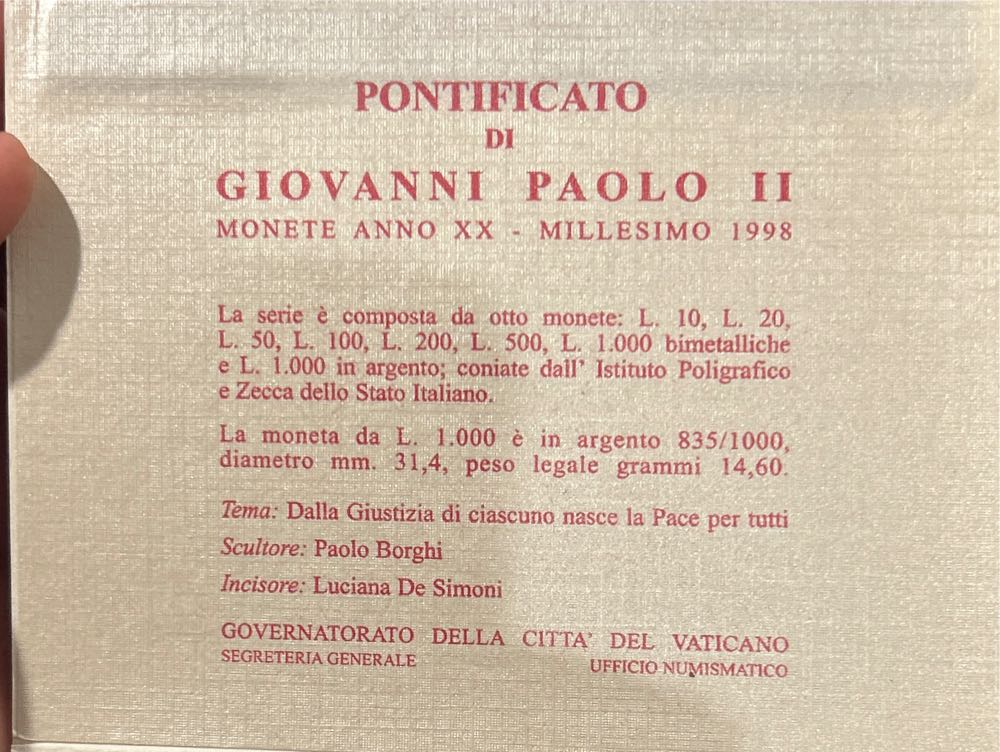 PONTIFICATO
DI
GIOVANNI PAOLO II
MONETE ANNO XX - MILLESIMO 1998
La serie è composta da otto monete: L. 10, L. 20,
L. 50, L. 100, L. 200, L. 500, L. 1.000 bimetalliche
e L. 1.000 in argento; coniate dall' Istituto Poligrafico
e Zecca dello Stato Italiano.
La moneta da L. 1.000 è in argento 835/1000,
diametro mm. 31,4, peso legale grammi 14,60.
Tema: Dalla Giustizia di ciascuno nasce la Pace per tutti
Scultore: Paolo Borghi
Incisore: Luciana De Simoni
GOVERNATORATO DELLA CITTA' DEL VATICANO
SEGRETERIA GENERALE UFFICIO NUMISMATICO